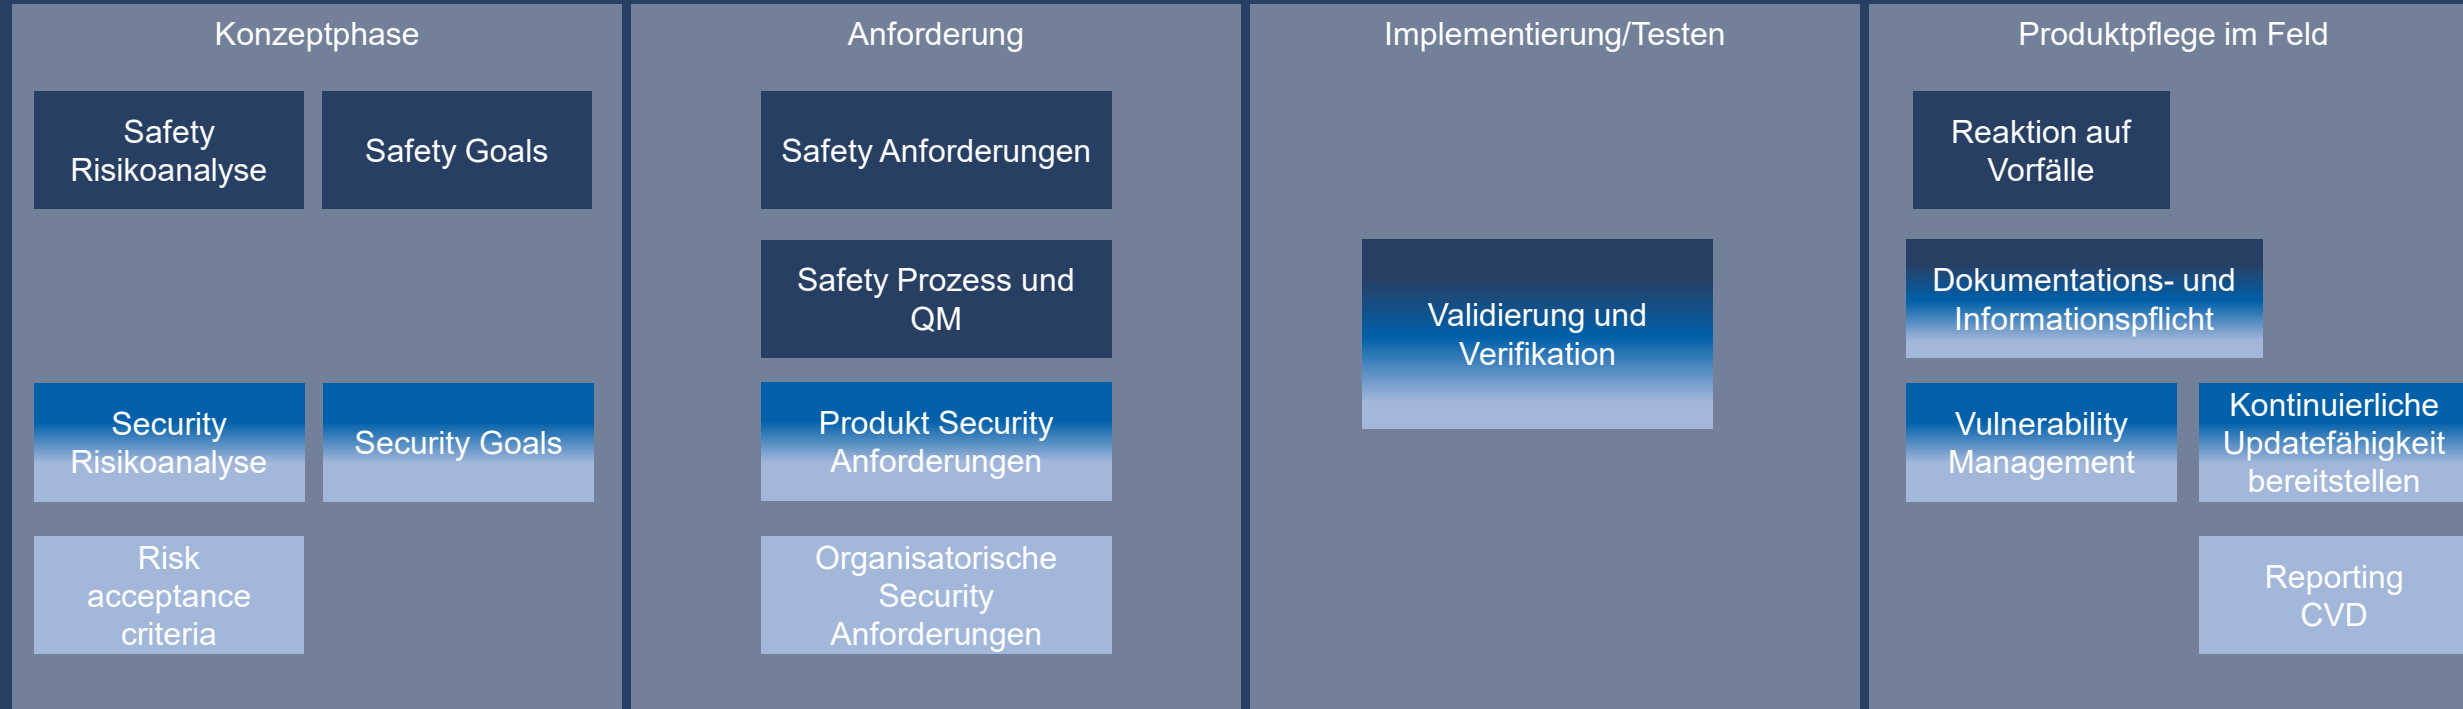 Konzeptphase
Safety
Risikoanalyse
Safety Goals
Security
Risikoanalyse
Security Goals
Risk
acceptance
criteria
Anforderung
Safety Anforderungen
Safety Prozess und
QM
Produkt Security
Anforderungen
Organisatorische
Security
Anforderungen
Implementierung/Testen
Validierung und
Verifikation
Produktpflege im Feld
Reaktion auf
Vorfälle
Dokumentations- und
Informationspflicht
Vulnerability
Management
Kontinuierliche
Updatefähigkeit
bereitstellen
Reporting
CVD